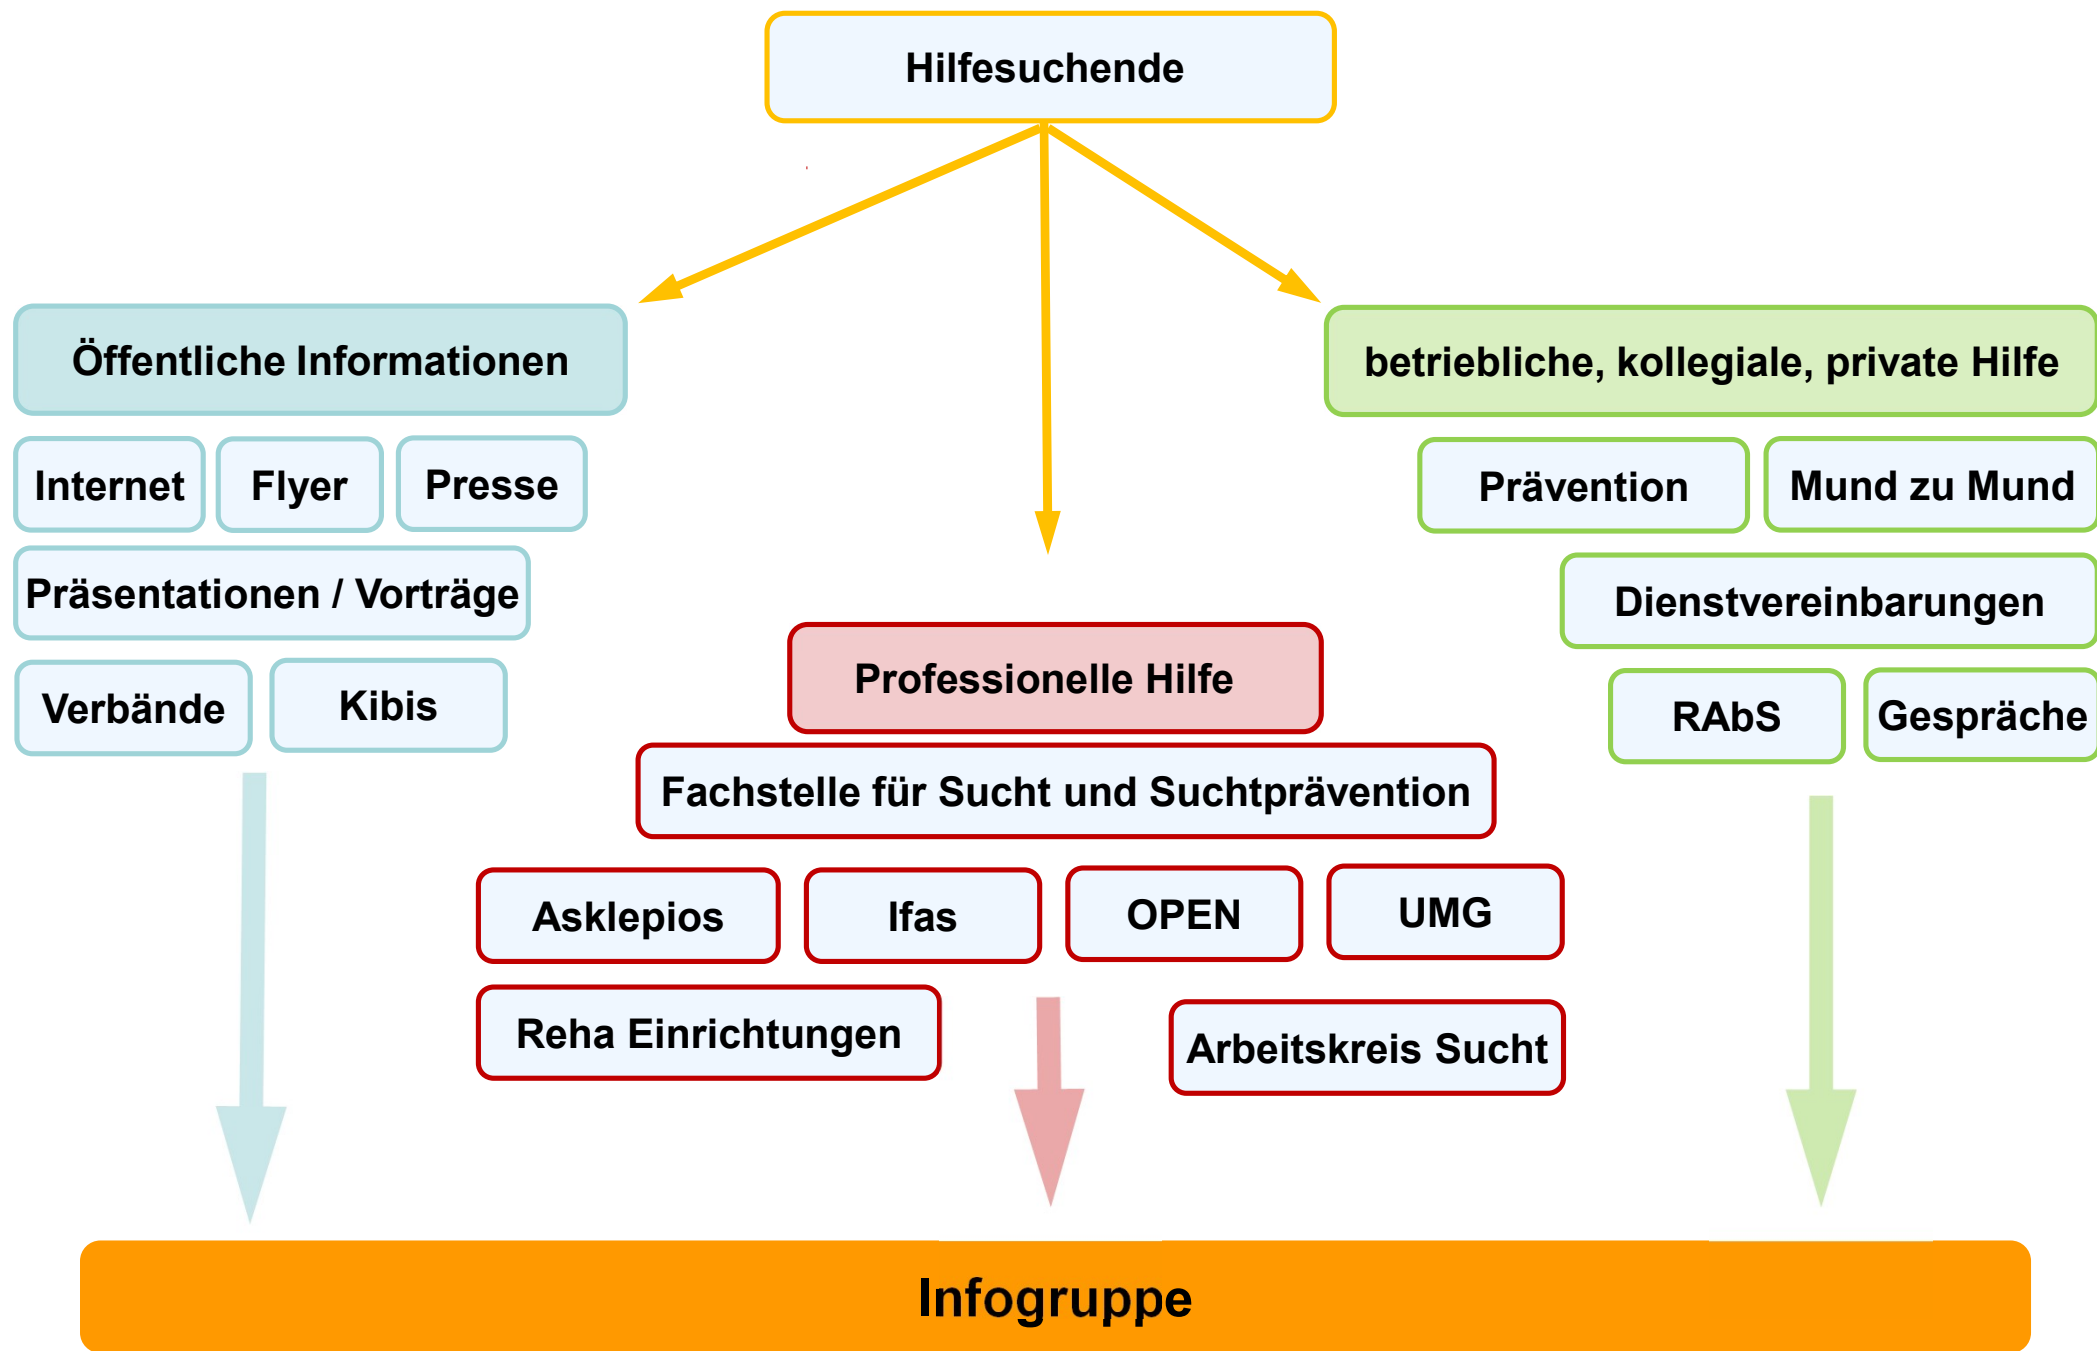 Hilfesuchende
Öffentliche Informationen
Internet
Flyer
Presse
Präsentationen / Vorträge
Verbände
Kibis
Professionelle Hilfe
Fachstelle für Sucht und Suchtprävention
Asklepios
Ifas
OPEN
UMG
Reha Einrichtungen
Arbeitskreis Sucht
betriebliche, kollegiale, private Hilfe
Prävention
Mund zu Mund
Dienstvereinbarungen
RAbS
Gespräche
Infogruppe